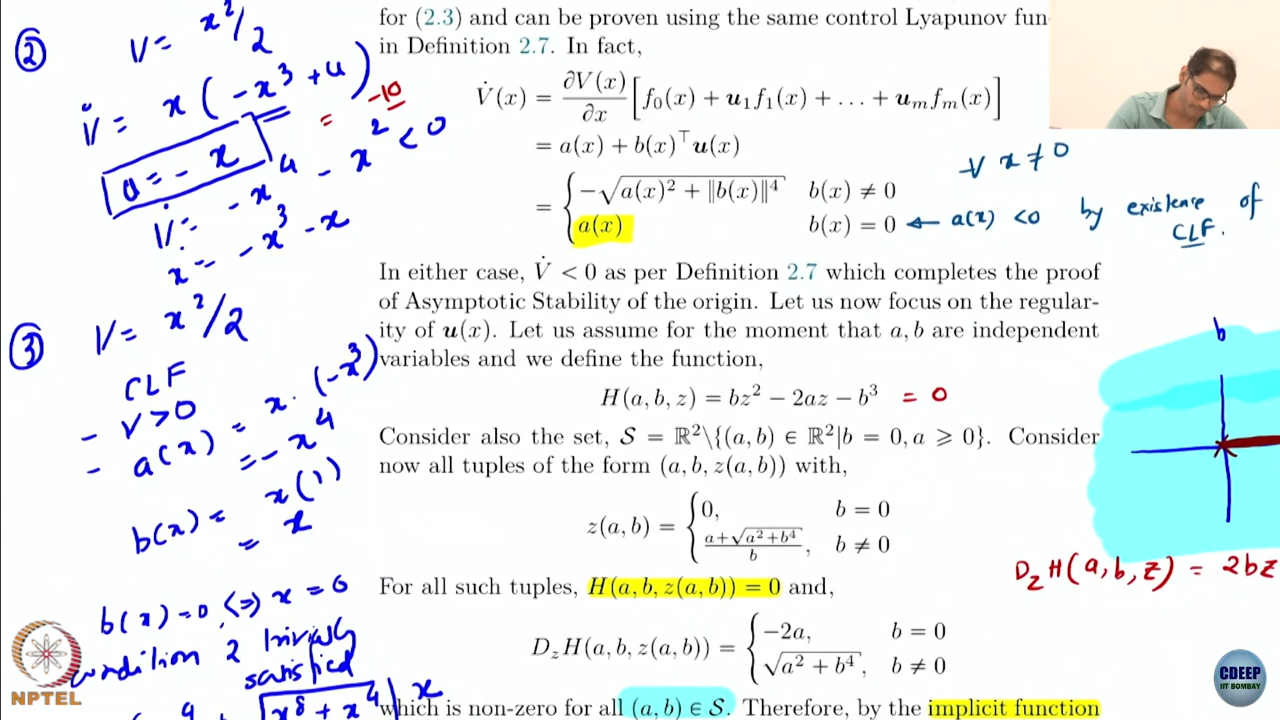 for (2.3) and can be proven using the same control Lyapunov fun
in Definition 2.7. In fact,
V̇(x) = ∂V(x)/∂x [f₀(x) + u₁f₁(x) + … + uₘfₘ(x)]
= a(x) + b(x)ᵀu(x)
= { −√(a(x)² + ‖b(x)‖⁴) b(x) ≠ 0
a(x) b(x) = 0 ← a(x) < 0 by existence of CLF.
∀ x ≠ 0
In either case, V̇ < 0 as per Definition 2.7 which completes the proof
of Asymptotic Stability of the origin. Let us now focus on the regular-
ity of u(x). Let us assume for the moment that a, b are independent
variables and we define the function,
H(a, b, z) = bz² − 2az − b³ = 0
Consider also the set, S = ℝ²\{(a, b) ∈ ℝ²|b = 0, a ⩾ 0}. Consider
now all tuples of the form (a, b, z(a, b)) with,
z(a, b) = { 0, b = 0
(a+√(a²+b⁴))/b, b ≠ 0
For all such tuples, H(a, b, z(a, b)) = 0 and,
D_zH(a, b, z(a, b)) = { −2a, b = 0
√(a² + b⁴), b ≠ 0
which is non-zero for all (a, b) ∈ S. Therefore, by the implicit function
② V = x²/2
V̇ = x (−x³ + u)
= −10
u = − x
V̇ = −x⁴ − x² < 0
ẋ = −x³ − x
③ V = x²/2
CLF
- V > 0
- a(x) = x · (−x³)
= −x⁴
b(x) = x(1)
= x
b(x) = 0 ⇔ x = 0
condition 2 trivially
satisfied
√(x⁸ + x⁴) x
b
D_z H(a, b, z) = 2bz
NPTEL
CDEEP
IIT BOMBAY